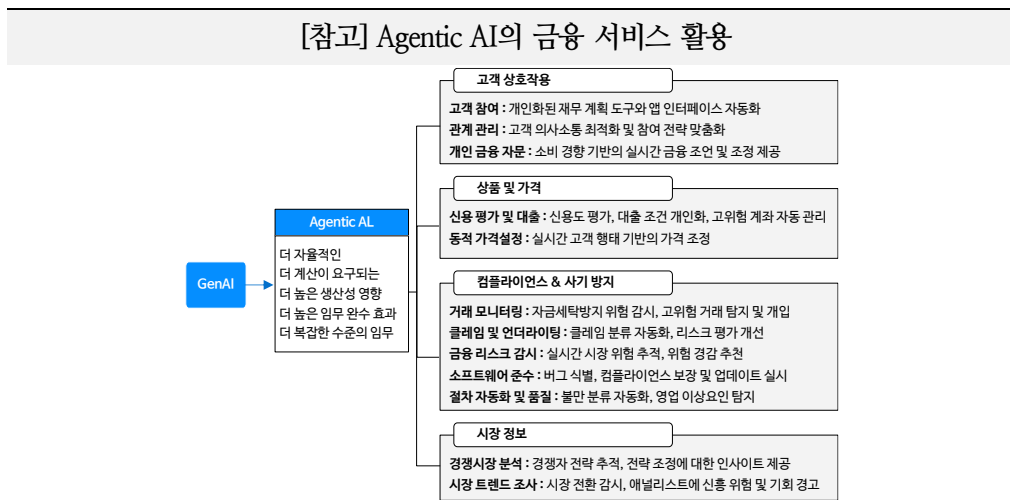 [참고] Agentic AI의 금융 서비스 활용
고객 상호작용
고객 참여 : 개인화된 재무 계획 도구와 앱 인터페이스 자동화
관계 관리 : 고객 의사소통 최적화 및 참여 전략 맞춤화
개인 금융 자문 : 소비 경향 기반의 실시간 금융 조언 및 조정 제공
상품 및 가격
신용 평가 및 대출 : 신용도 평가, 대출 조건 개인화, 고위험 계좌 자동 관리
동적 가격설정 : 실시간 고객 행태 기반의 가격 조정
GenAI
Agentic AL
더 자율적인
더 계산이 요구되는
더 높은 생산성 영향
더 높은 임무 완수 효과
더 복잡한 수준의 임무
컴플라이언스 & 사기 방지
거래 모니터링 : 자금세탁방지 위험 감시, 고위험 거래 탐지 및 개입
클레임 및 언더라이팅 : 클레임 분류 자동화, 리스크 평가 개선
금융 리스크 감시 : 실시간 시장 위험 추적, 위험 경감 추천
소프트웨어 준수 : 버그 식별, 컴플라이언스 보장 및 업데이트 실시
절차 자동화 및 품질 : 불만 분류 자동화, 영업 이상요인 탐지
시장 정보
경쟁시장 분석 : 경쟁자 전략 추적, 전략 조정에 대한 인사이트 제공
시장 트렌드 조사 : 시장 전환 감시, 애널리스트에 신흥 위험 및 기회 경고